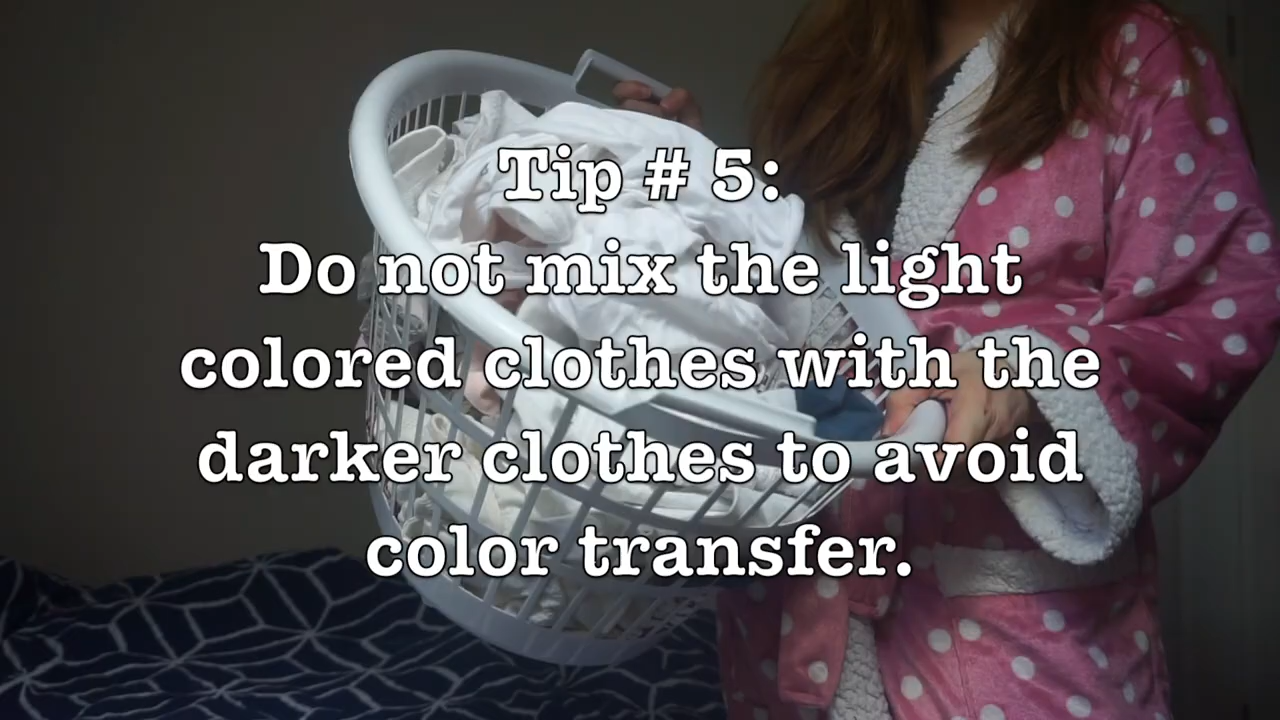 Tip # 5:
Do not mix the light
colored clothes with the
darker clothes to avoid
color transfer.